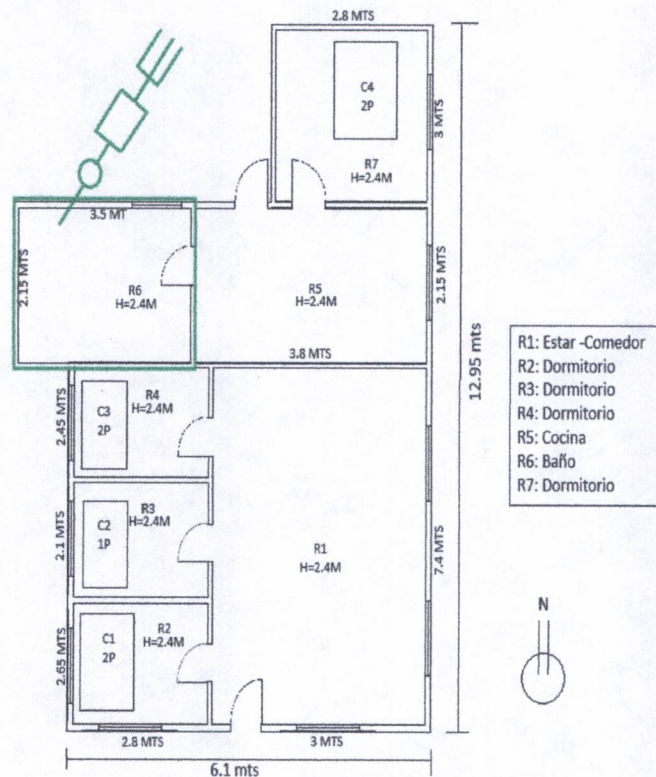 2.8 MTS
C4
2P
3 MTS
R7
H=2.4M
3.5 MT
2.15 MTS
R6
H=2.4M
R5
H=2.4M
2.15 MTS
3.8 MTS
12.95 mts
R1: Estar -Comedor
R2: Dormitorio
R3: Dormitorio
R4: Dormitorio
R5: Cocina
R6: Baño
R7: Dormitorio
2.45 MTS
C3
2P
R4
H=2.4M
2.1 MTS
C2
1P
R3
H=2.4M
R1
H=2.4M
7.4 MTS
2.65 MTS
C1
2P
R2
H=2.4M
N
2.8 MTS
3 MTS
6.1 mts